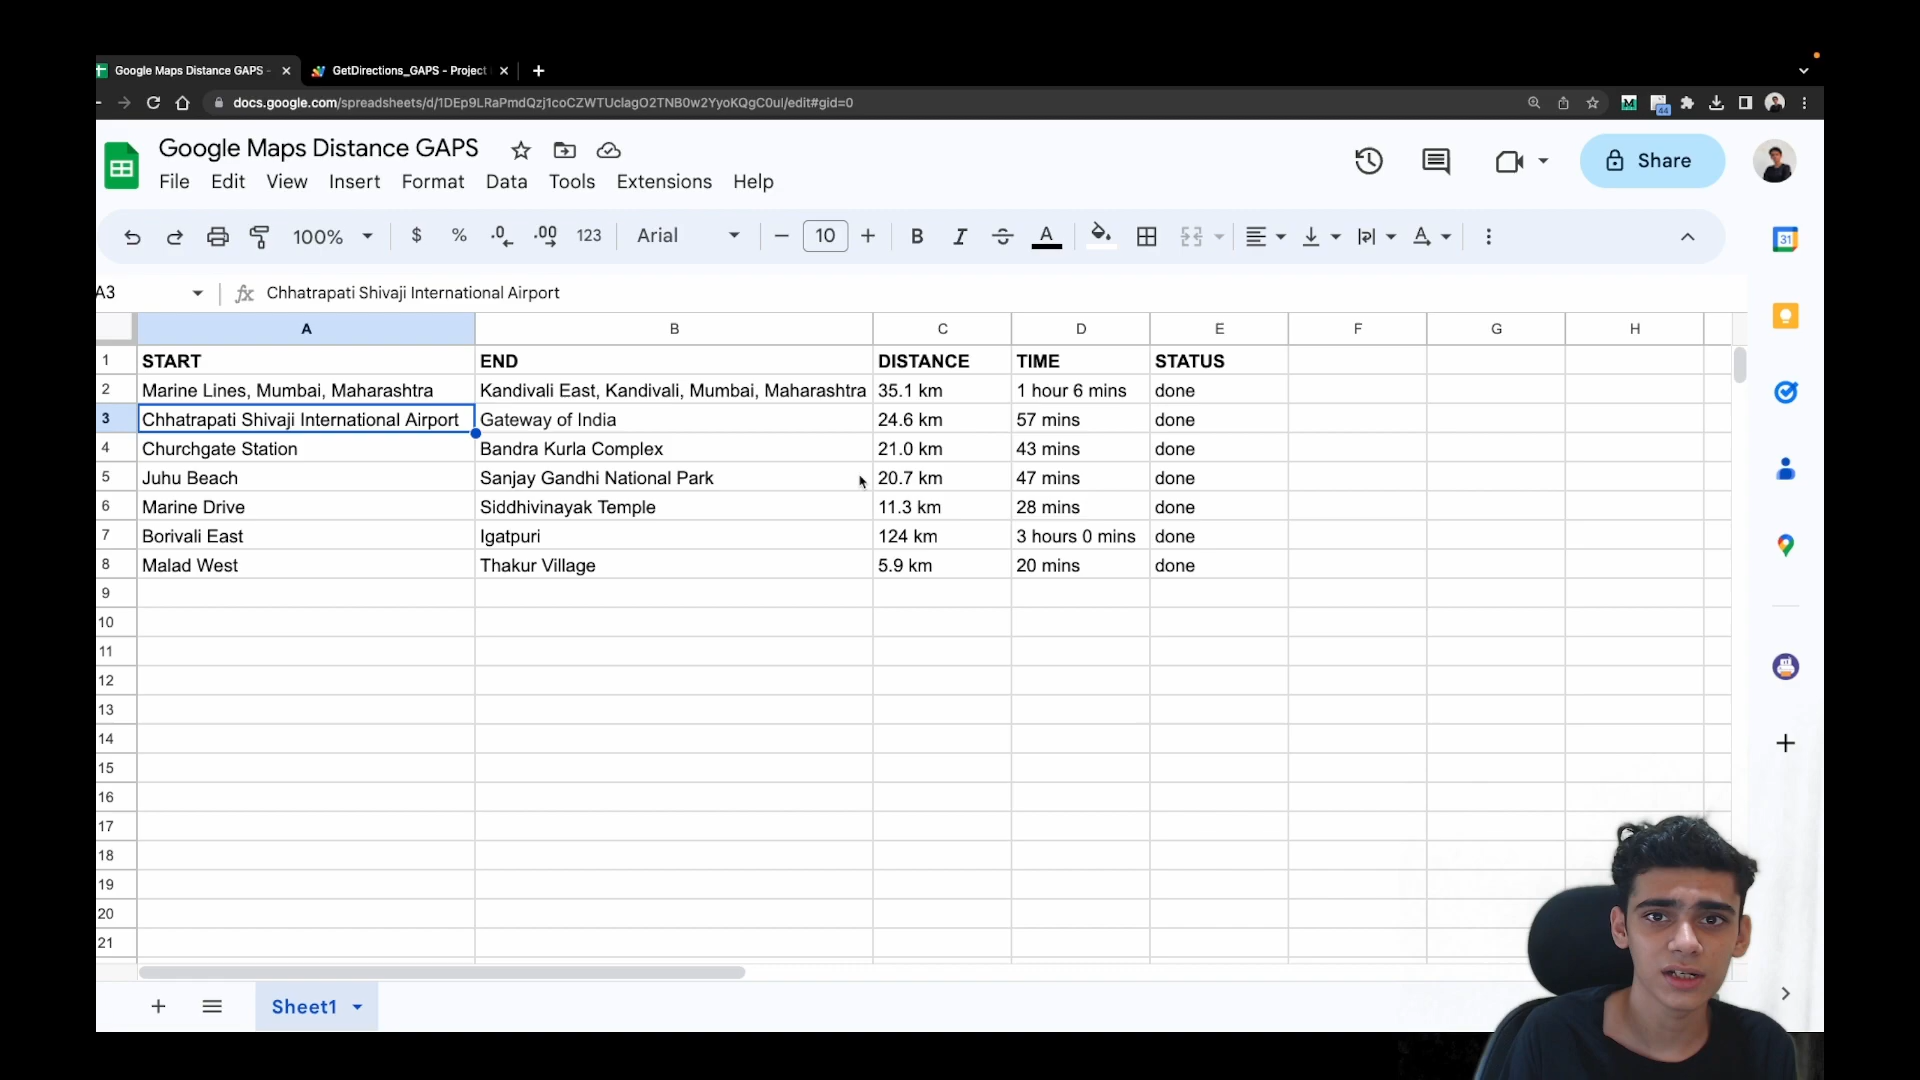 Google Maps Distance GAPS -
GetDirections_GAPS - Project
docs.google.com/spreadsheets/d/1DEp9LRaPmdQzj1coCZWTUclagO2TNB0w2YyoKQgC0uI/edit#gid=0
44
Google Maps Distance GAPS
File Edit View Insert Format Data Tools Extensions Help
Share
100% $ % .0 .00 123 Arial 10 B I A
31
A3 fx Chhatrapati Shivaji International Airport
A B C D E F G H
1 START END DISTANCE TIME STATUS
2 Marine Lines, Mumbai, Maharashtra Kandivali East, Kandivali, Mumbai, Maharashtra 35.1 km 1 hour 6 mins done
3 Chhatrapati Shivaji International Airport Gateway of India 24.6 km 57 mins done
4 Churchgate Station Bandra Kurla Complex 21.0 km 43 mins done
5 Juhu Beach Sanjay Gandhi National Park 20.7 km 47 mins done
6 Marine Drive Siddhivinayak Temple 11.3 km 28 mins done
7 Borivali East Igatpuri 124 km 3 hours 0 mins done
8 Malad West Thakur Village 5.9 km 20 mins done
9
10
11
12
13
14
15
16
17
18
19
20
21
Sheet1